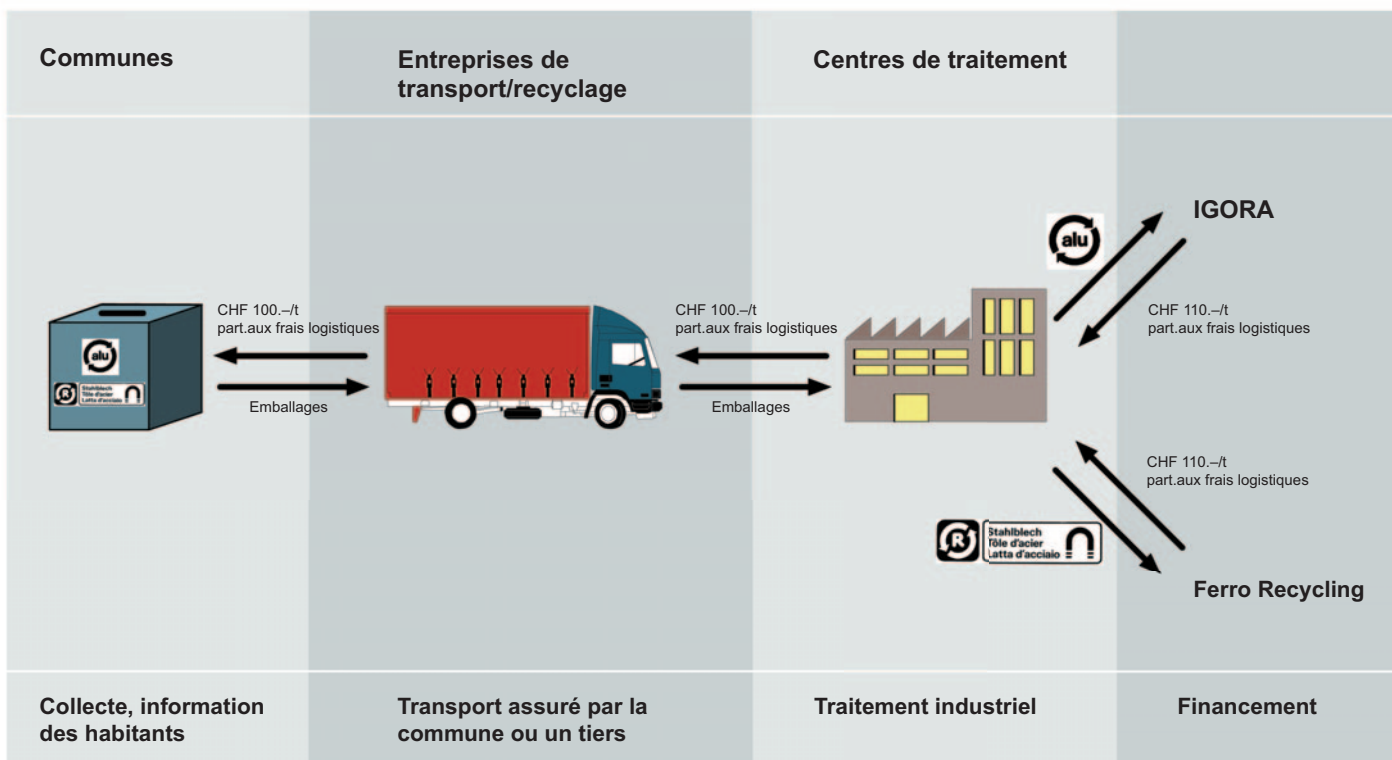 Communes
Entreprises de
transport/recyclage
Centres de traitement
IGORA
alu
CHF 100.–/t
part.aux frais logistiques
CHF 100.–/t
part.aux frais logistiques
CHF 110.–/t
part.aux frais logistiques
alu
R
Stahlblech
Tôle d'acier
Latta d'acciaio
Emballages
Emballages
CHF 110.–/t
part.aux frais logistiques
R
Stahlblech
Tôle d'acier
Latta d'acciaio
Ferro Recycling
Collecte, information
des habitants
Transport assuré par la
commune ou un tiers
Traitement industriel
Financement